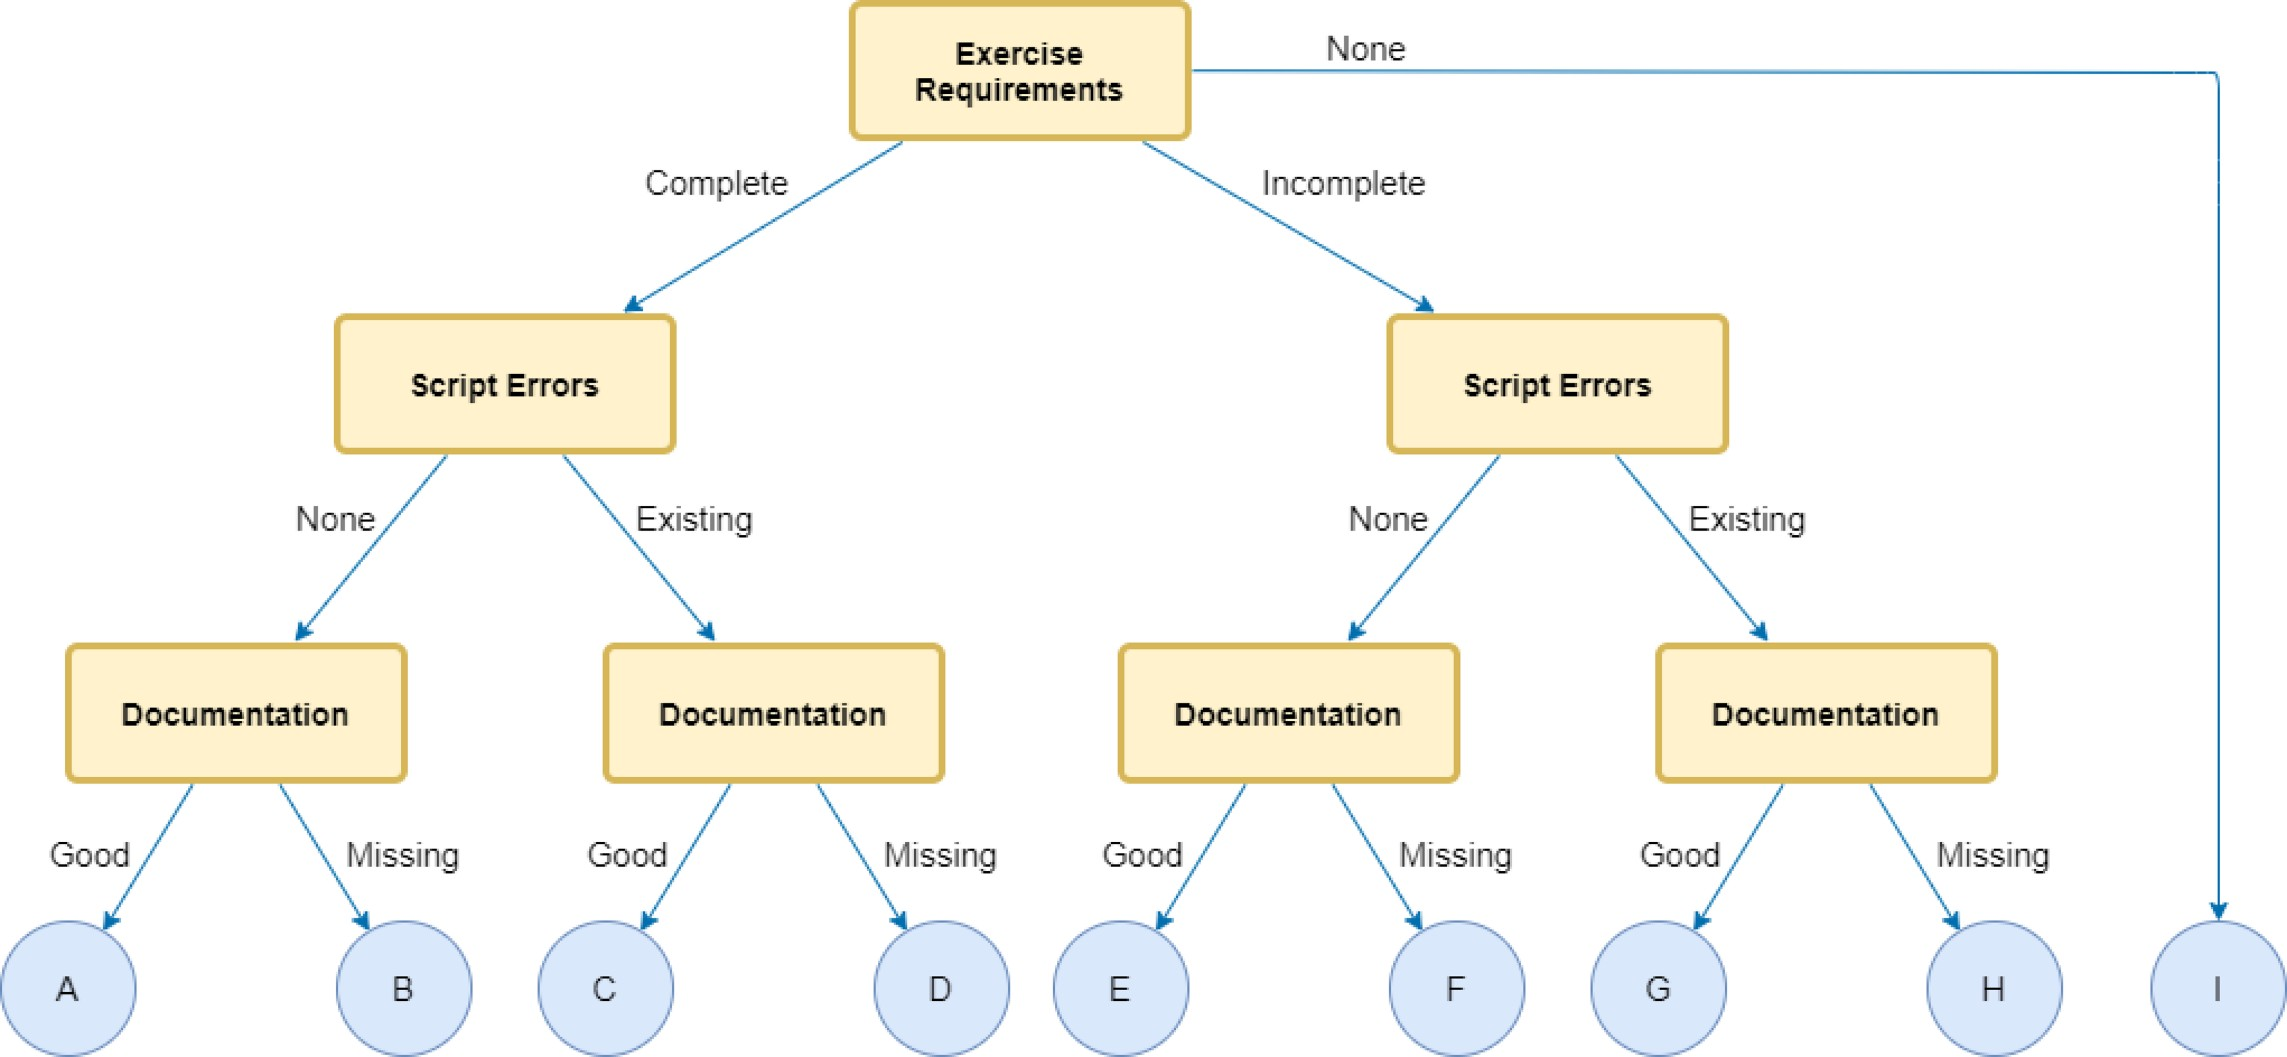 Exercise
Requirements
None
Complete
Incomplete
Script Errors
Script Errors
None
Existing
None
Existing
Documentation
Documentation
Documentation
Documentation
Good
Missing
Good
Missing
Good
Missing
Good
Missing
A
B
C
D
E
F
G
H
I